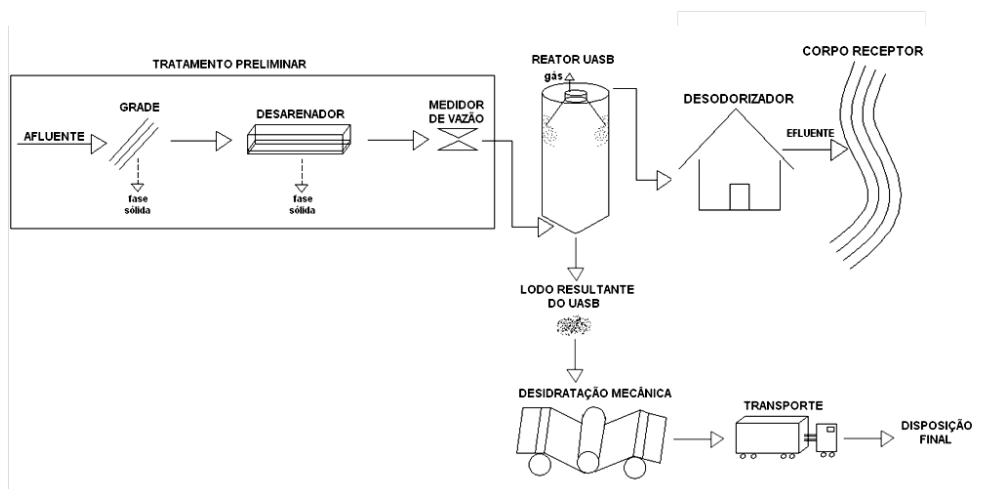 TRATAMENTO PRELIMINAR
AFLUENTE
GRADE
fase
sólida
DESARENADOR
fase
sólida
MEDIDOR
DE VAZÃO
REATOR UASB
gás
DESODORIZADOR
EFLUENTE
CORPO RECEPTOR
LODO RESULTANTE
DO UASB
DESIDRATAÇÃO MECÂNICA
TRANSPORTE
DISPOSIÇÃO
FINAL